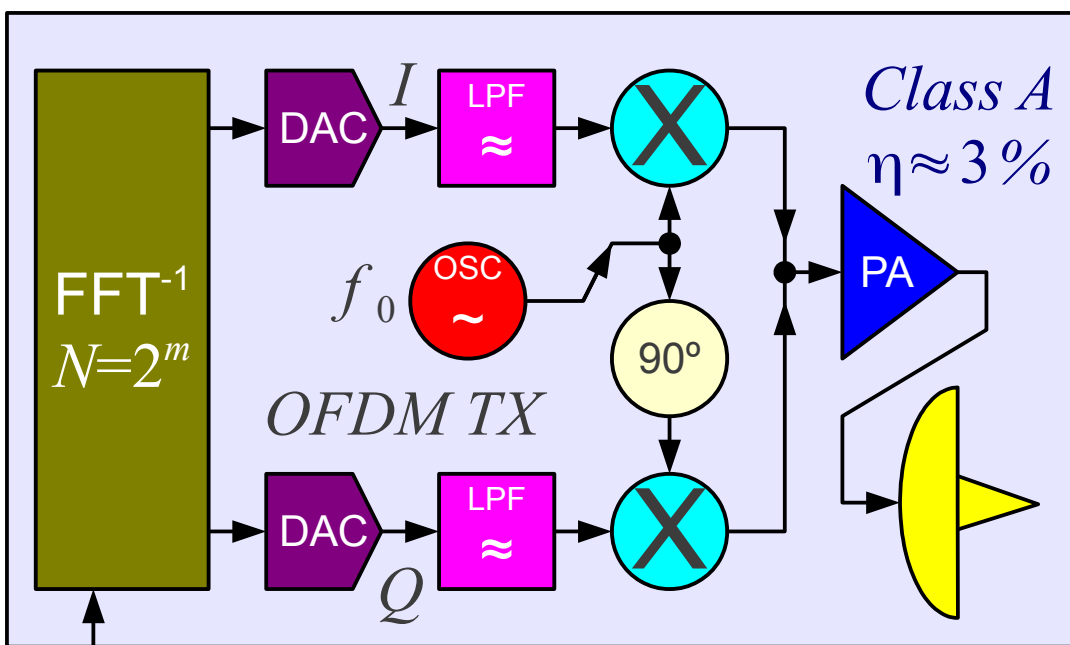 DAC
I
LPF
≈
X
Class A
η≈3%
FFT⁻¹
N=2ᵐ
f₀
OSC
~
PA
90º
OFDM TX
DAC
Q
LPF
≈
X